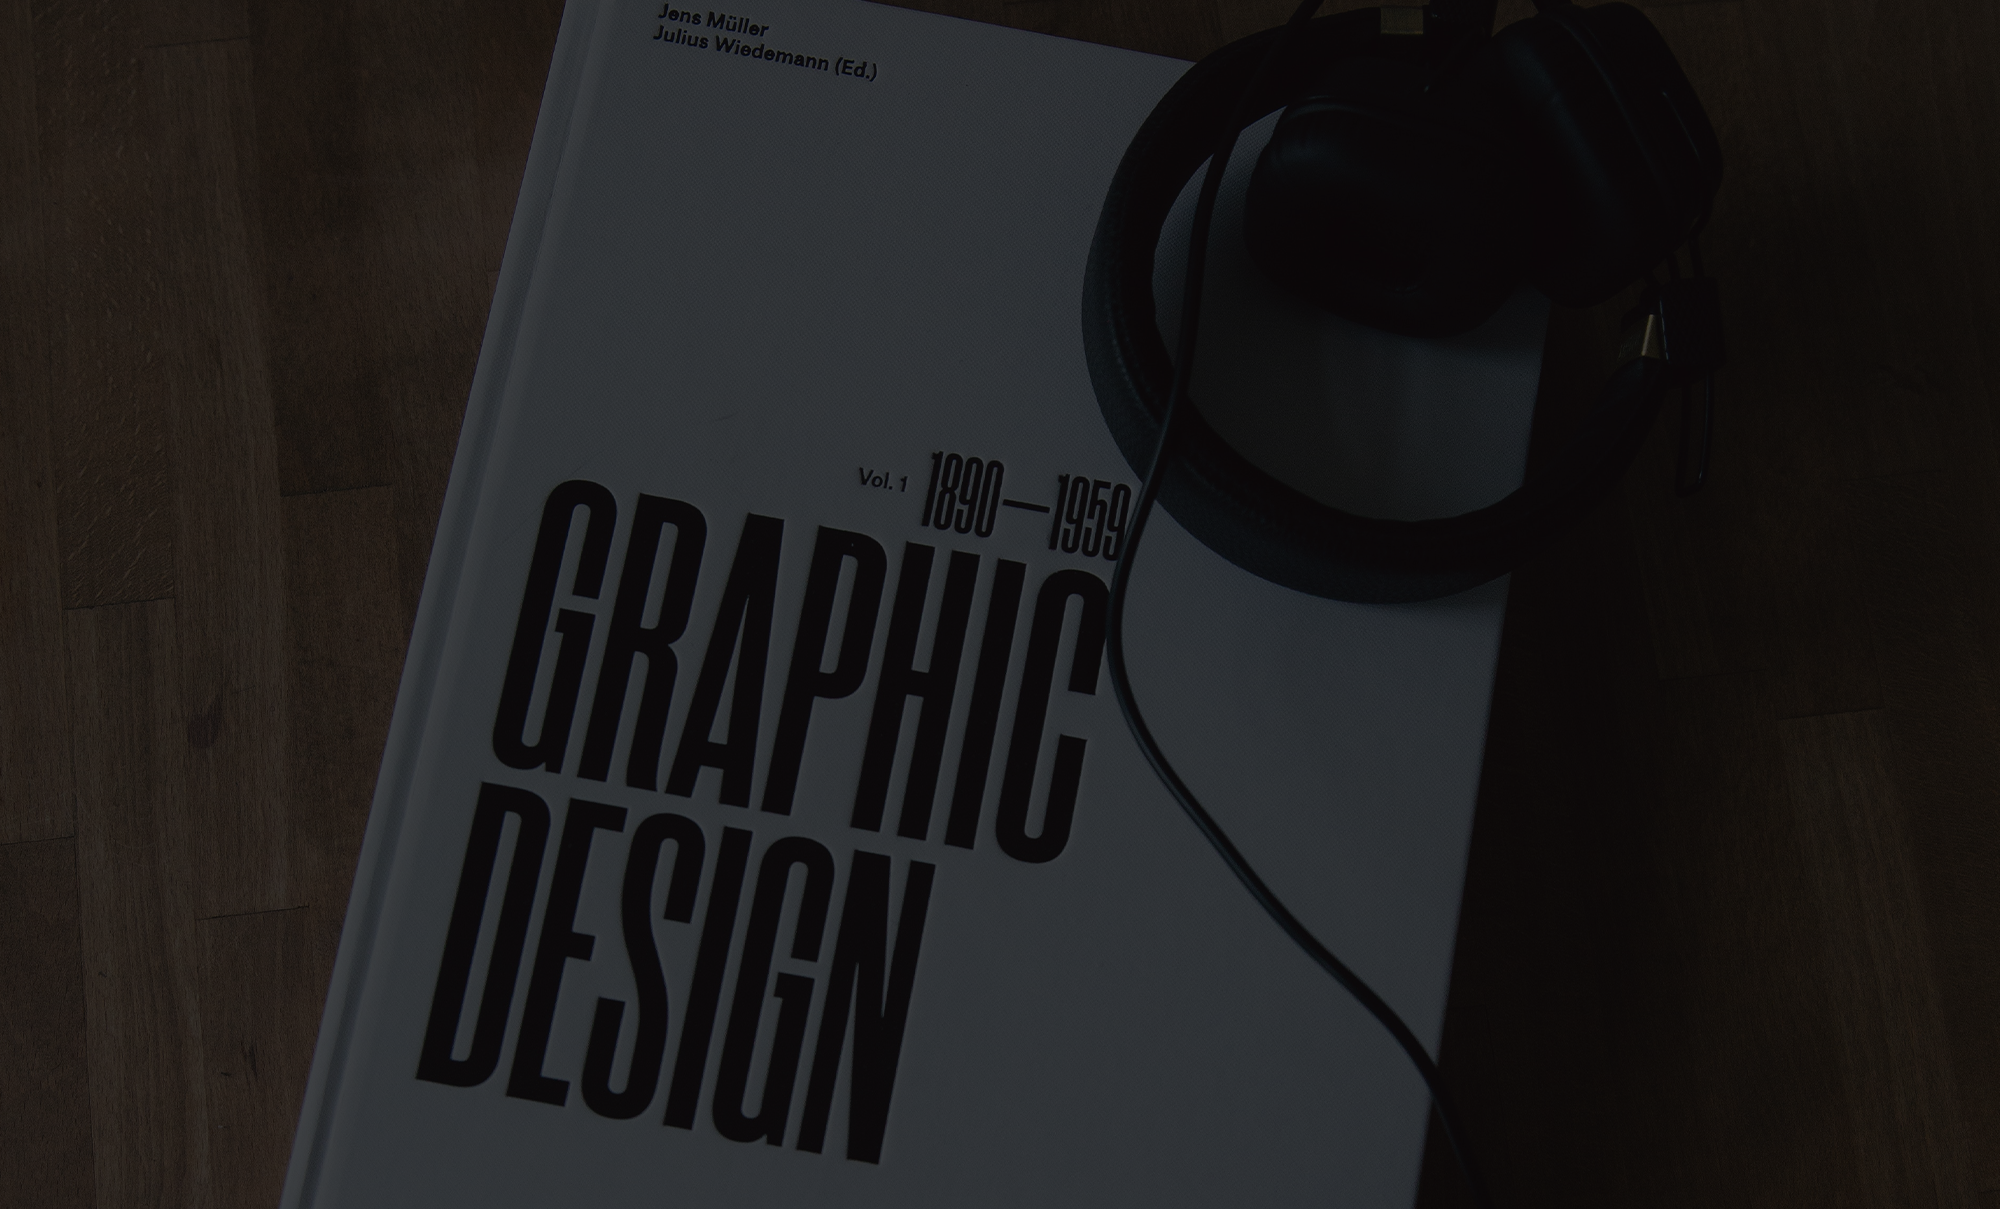 Jens Müller
Julius Wiedemann (Ed.)
Vol. 1 1890—1959
GRAPHIC
DESIGN